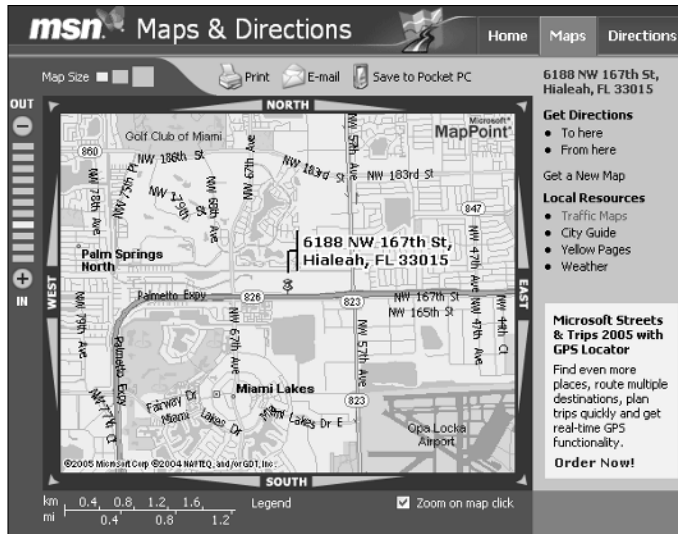 msn Maps & Directions
Home Maps Directions
Map Size Print E-mail Save to Pocket PC
OUT
IN
NORTH
WEST
EAST
SOUTH
Microsoft®
MapPoint®
Golf Club of Miami
860
NW 186th St
NW 183rd St
NW 183rd St
NW 78th Ave
NW 75th Pl
NW 179th St
NW 68th Ave
NW 67th Ave
NW 57th Ave
847
Palm Springs
North
6188 NW 167th St,
Hialeah, FL 33015
Palmetto Expy
826
823
NW 167th St
NW 165th St
NW 47th Ave
NW 47th Ave
NW 44th Ct
NW 79th Ave
Palmetto Expy
NW 67th Ave
NW 57th Ave
Miami Lakes
823
Fairway Dr
Miami Lakes Dr
Miami Lakes Dr E
NW 77th Ct
Opa Locka
Airport
©2005 Microsoft Corp ©2004 NAVTEQ, and/or GDT, Inc.
km 0.4, 0.8, 1.2, 1.6,
mi 0.4 0.8 1.2
Legend
Zoom on map click
6188 NW 167th St,
Hialeah, FL 33015
Get Directions
• To here
• From here
Get a New Map
Local Resources
• Traffic Maps
• City Guide
• Yellow Pages
• Weather
Microsoft Streets
& Trips 2005 with
GPS Locator
Find even more
places, route multiple
destinations, plan
trips quickly and get
real-time GPS
functionality.
Order Now!